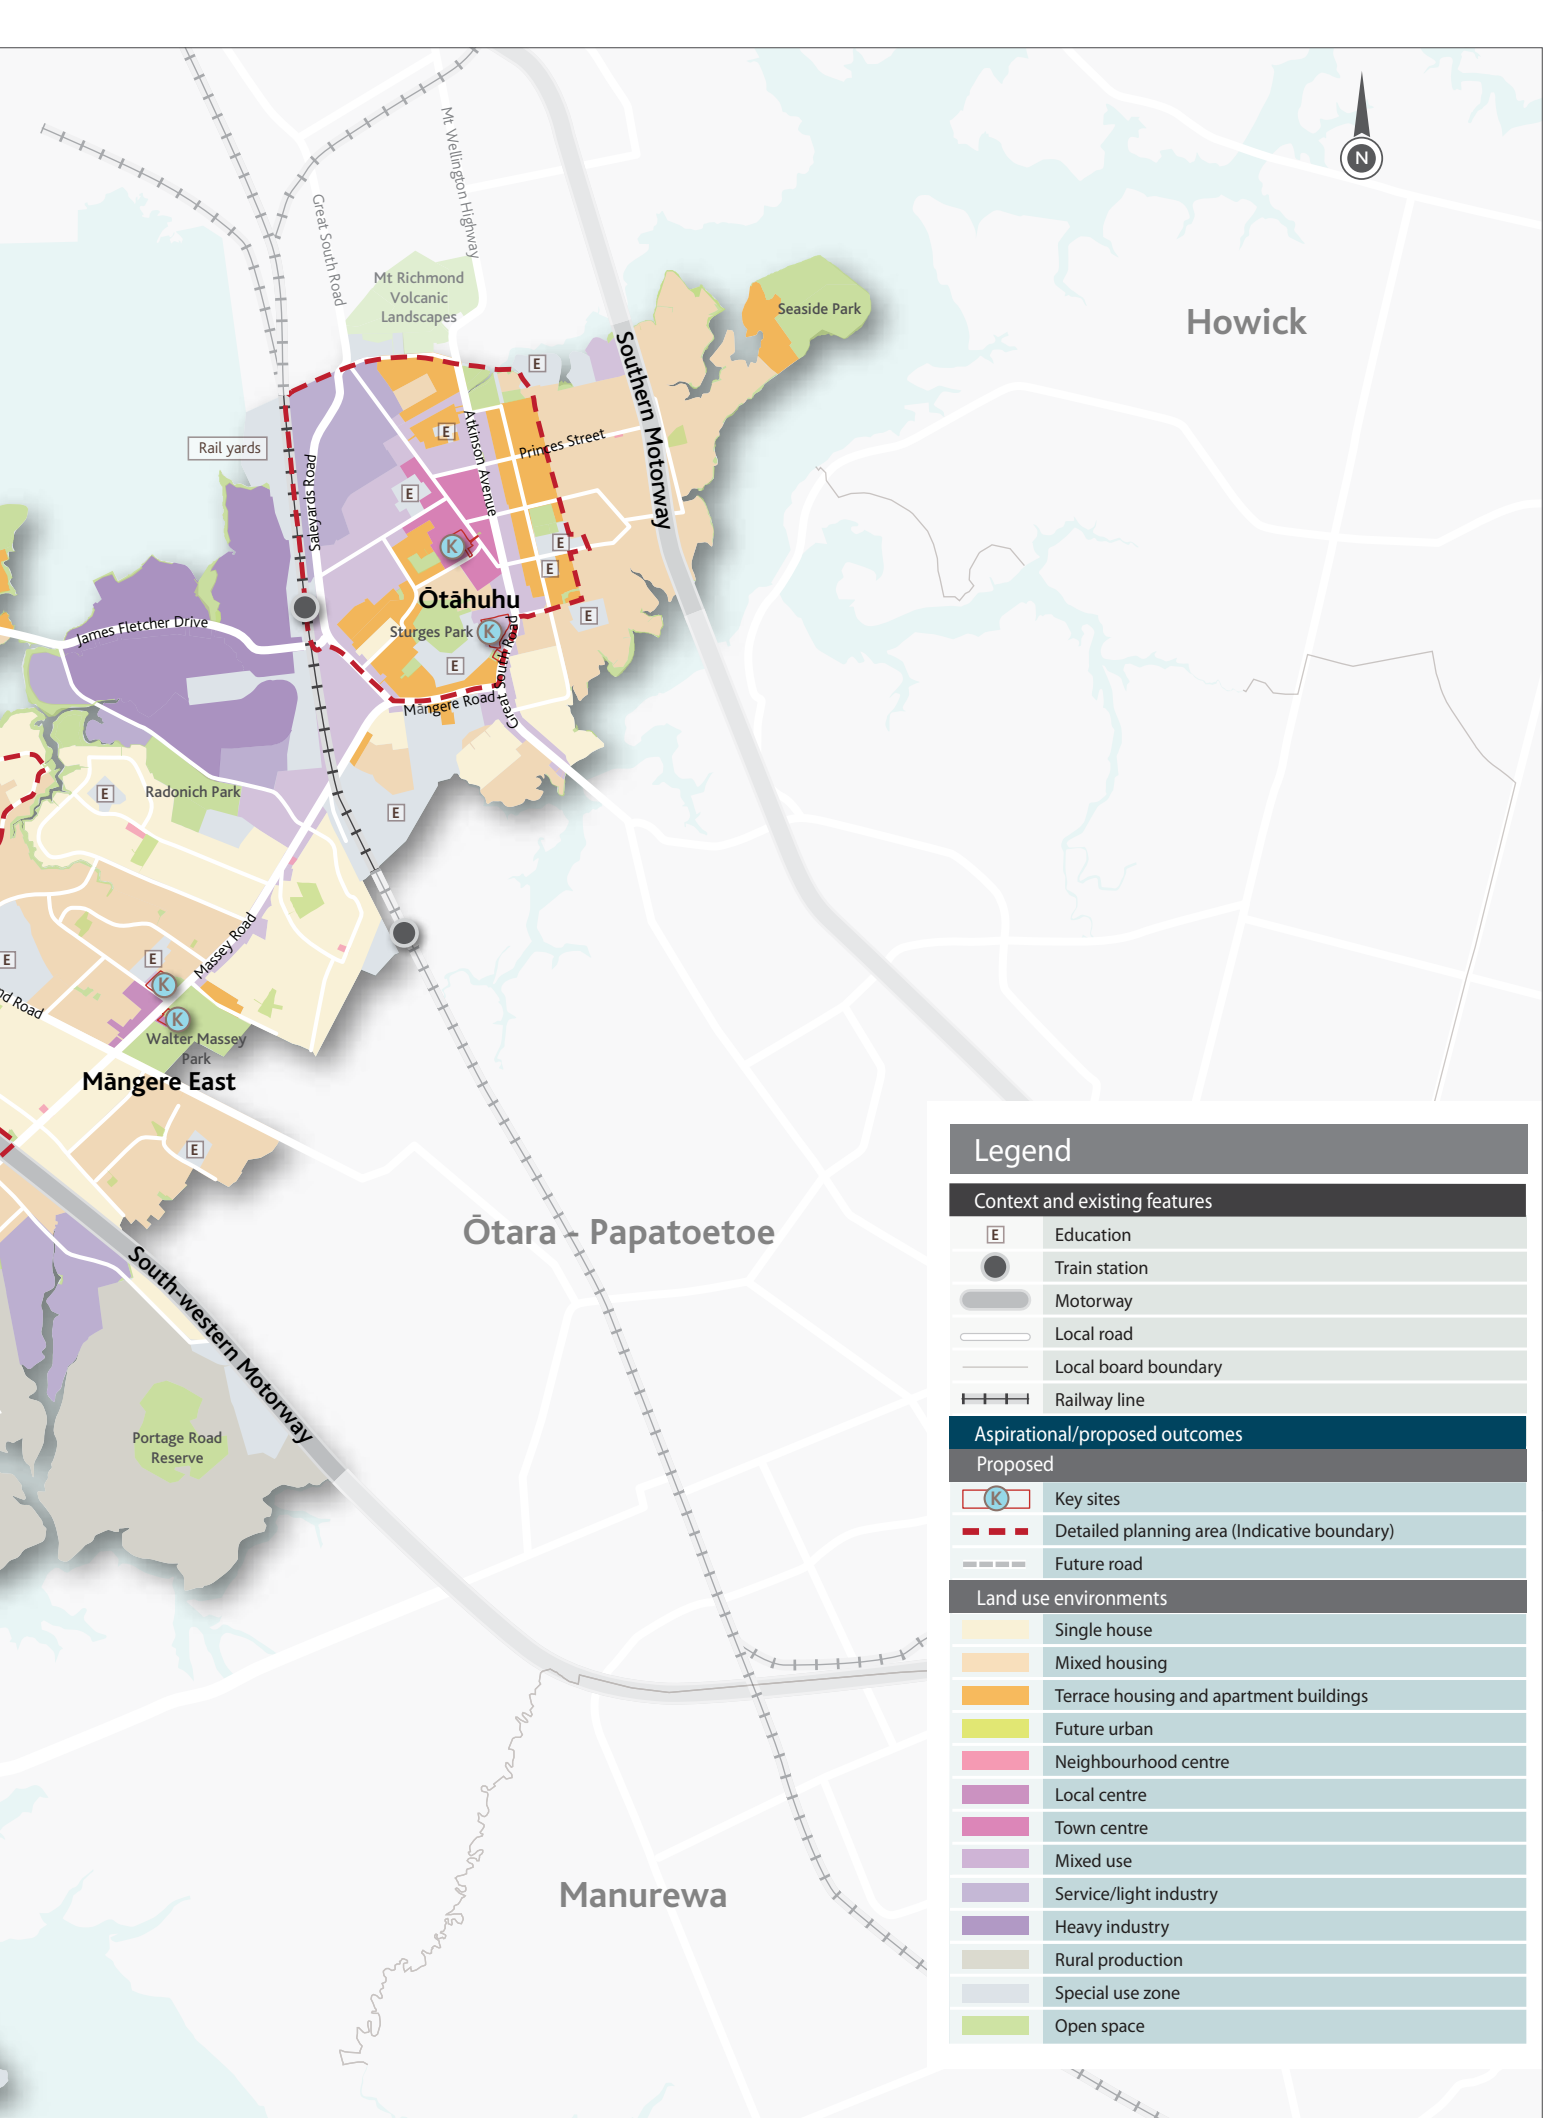 N
Mt Wellington Highway
Great South Road
Mt Richmond
Volcanic
Landscapes
Seaside Park
Howick
Southern Motorway
E
E
Atkinson Avenue
Princes Street
Rail yards
Saleyards Road
E
K
E
E
Ōtāhuhu
E
Sturges Park
K
James Fletcher Drive
E
Great South Road
Māngere Road
Radonich Park
E
E
Massey Road
E
E
K
nd Road
K
Walter Massey
Park
Māngere East
E
Ōtara - Papatoetoe
South-western Motorway
Portage Road
Reserve
Manurewa
Legend
Context and existing features
E Education
Train station
Motorway
Local road
Local board boundary
Railway line
Aspirational/proposed outcomes
Proposed
K Key sites
Detailed planning area (Indicative boundary)
Future road
Land use environments
Single house
Mixed housing
Terrace housing and apartment buildings
Future urban
Neighbourhood centre
Local centre
Town centre
Mixed use
Service/light industry
Heavy industry
Rural production
Special use zone
Open space